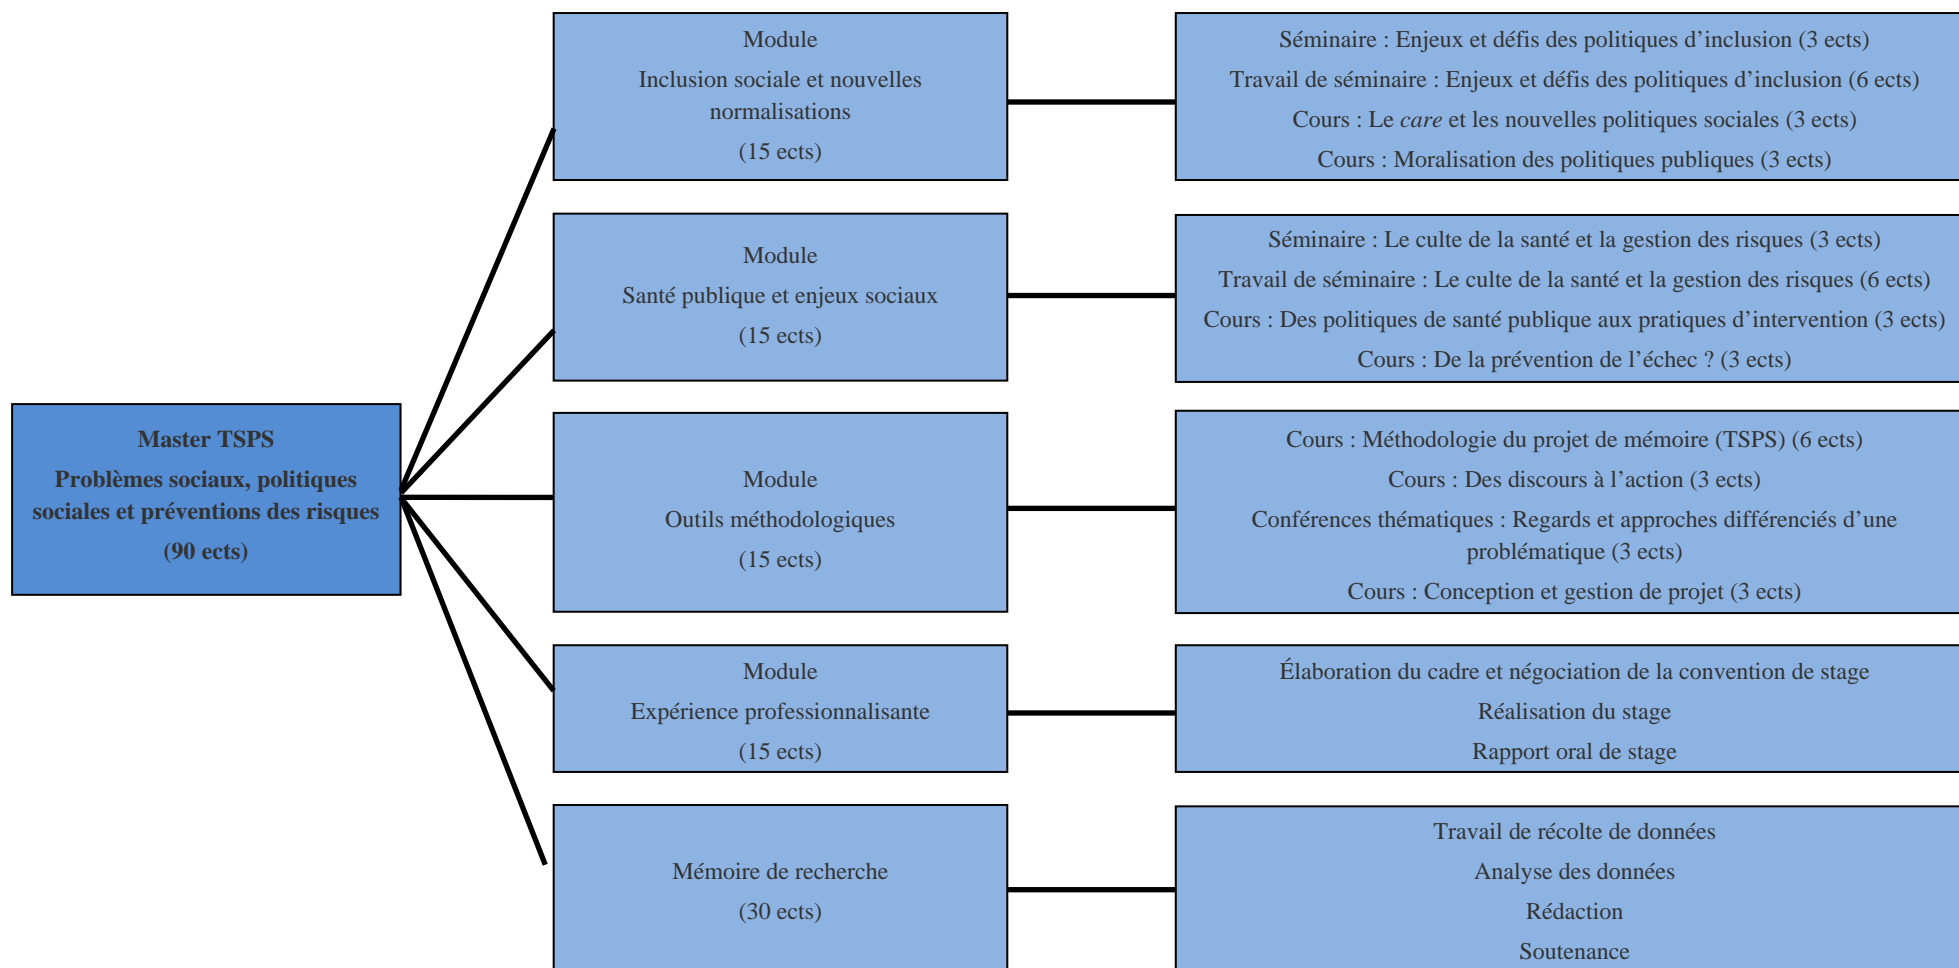 Master TSPS
Problèmes sociaux, politiques
sociales et préventions des risques
(90 ects)
Module
Inclusion sociale et nouvelles
normalisations
(15 ects)
Séminaire : Enjeux et défis des politiques d’inclusion (3 ects)
Travail de séminaire : Enjeux et défis des politiques d’inclusion (6 ects)
Cours : Le care et les nouvelles politiques sociales (3 ects)
Cours : Moralisation des politiques publiques (3 ects)
Module
Santé publique et enjeux sociaux
(15 ects)
Séminaire : Le culte de la santé et la gestion des risques (3 ects)
Travail de séminaire : Le culte de la santé et la gestion des risques (6 ects)
Cours : Des politiques de santé publique aux pratiques d’intervention (3 ects)
Cours : De la prévention de l’échec ? (3 ects)
Module
Outils méthodologiques
(15 ects)
Cours : Méthodologie du projet de mémoire (TSPS) (6 ects)
Cours : Des discours à l’action (3 ects)
Conférences thématiques : Regards et approches différenciés d’une
problématique (3 ects)
Cours : Conception et gestion de projet (3 ects)
Module
Expérience professionnalisante
(15 ects)
Élaboration du cadre et négociation de la convention de stage
Réalisation du stage
Rapport oral de stage
Mémoire de recherche
(30 ects)
Travail de récolte de données
Analyse des données
Rédaction
Soutenance